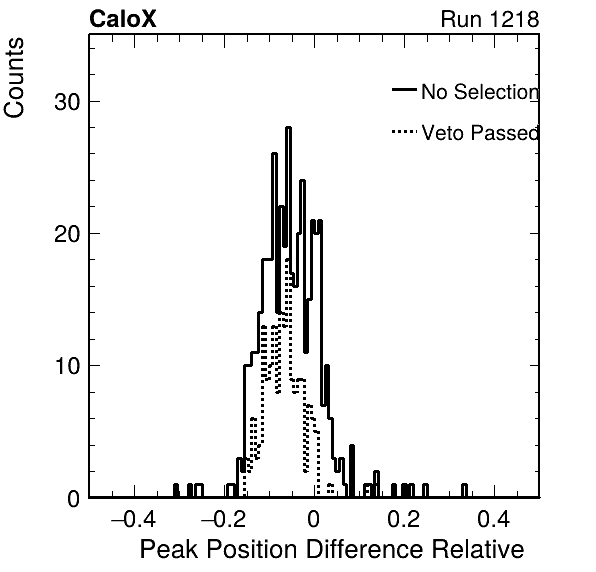 CaloX Run 1218
Counts
No Selection
Veto Passed
30
20
10
0
−0.4 −0.2 0 0.2 0.4
Peak Position Difference Relative